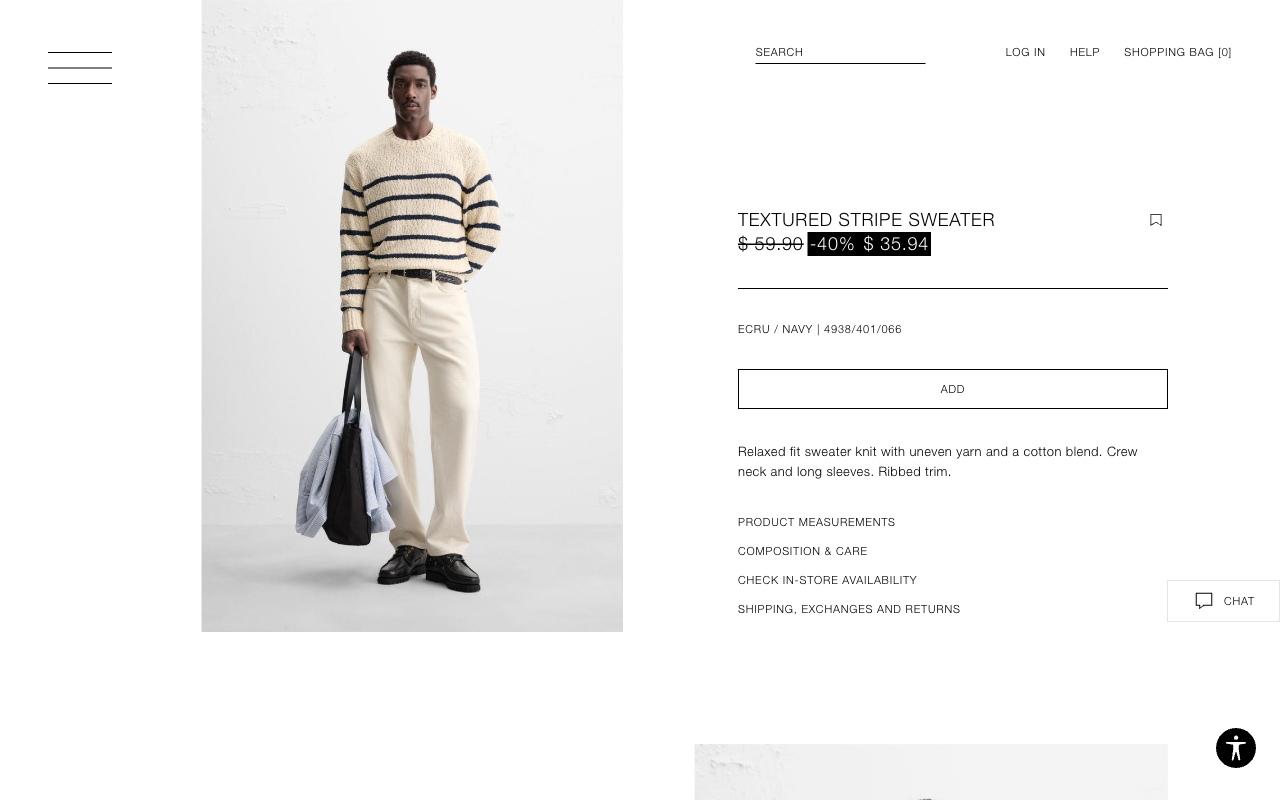 SEARCH
LOG IN
HELP
SHOPPING BAG [0]
TEXTURED STRIPE SWEATER
$ 59.90 -40% $ 35.94
ECRU / NAVY | 4938/401/066
ADD
Relaxed fit sweater knit with uneven yarn and a cotton blend. Crew
neck and long sleeves. Ribbed trim.
PRODUCT MEASUREMENTS
COMPOSITION & CARE
CHECK IN-STORE AVAILABILITY
SHIPPING, EXCHANGES AND RETURNS
CHAT